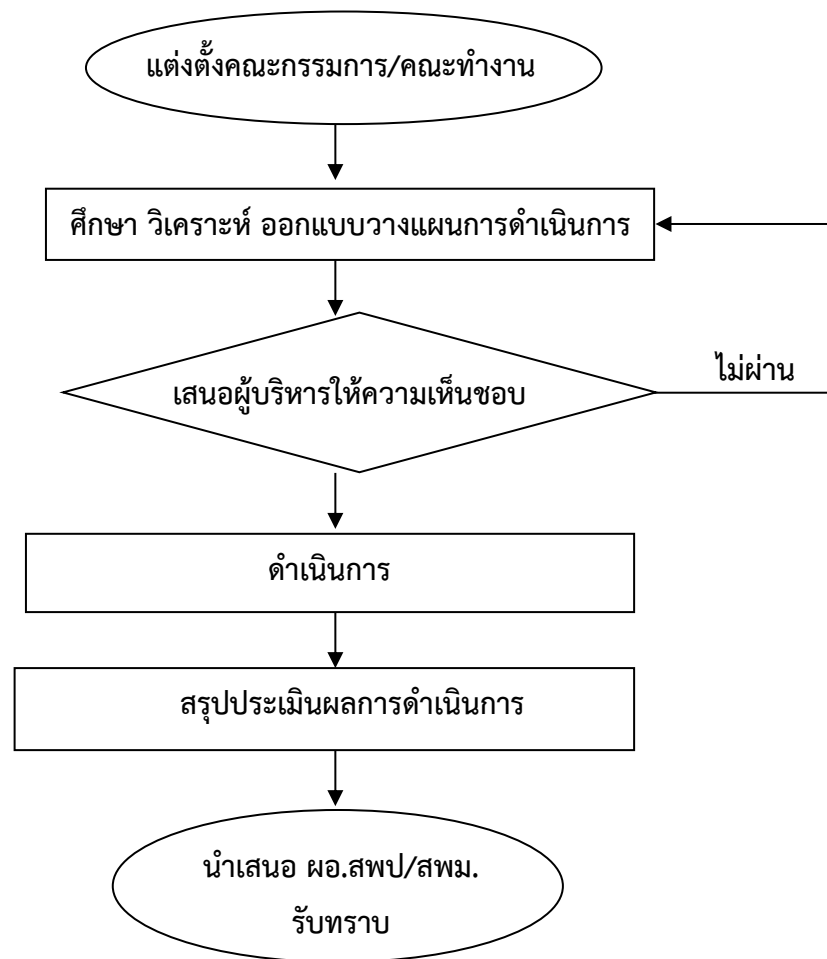 แต่งตั้งคณะกรรมการ/คณะทำงาน
ศึกษา วิเคราะห์ ออกแบบวางแผนการดำเนินการ
ไม่ผ่าน
เสนอผู้บริหารให้ความเห็นชอบ
ดำเนินการ
สรุปประเมินผลการดำเนินการ
นำเสนอ ผอ.สพป/สพม.
รับทราบ